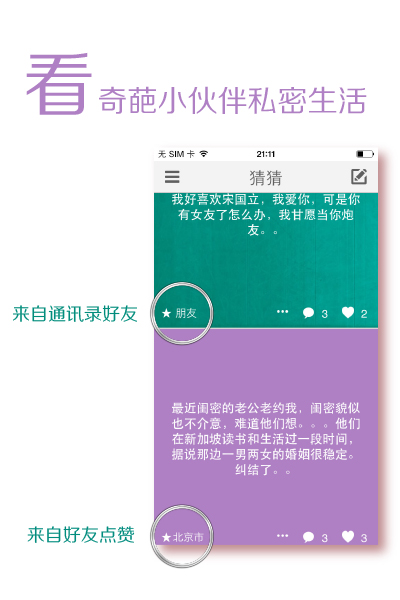 看 奇葩小伙伴私密生活
无 SIM 卡 21:11
猜猜
我好喜欢宋国立，我爱你，可是你
有女友了怎么办，我甘愿当你炮
友。。
来自通讯录好友
★ 朋友 ••• 3 2
最近闺密的老公老约我，闺密貌似
也不介意，难道他们想。。。他们
在新加坡读书和生活过一段时间，
据说那边一男两女的婚姻很稳定。
纠结了。。
来自好友点赞
★北京市 ••• 3 3